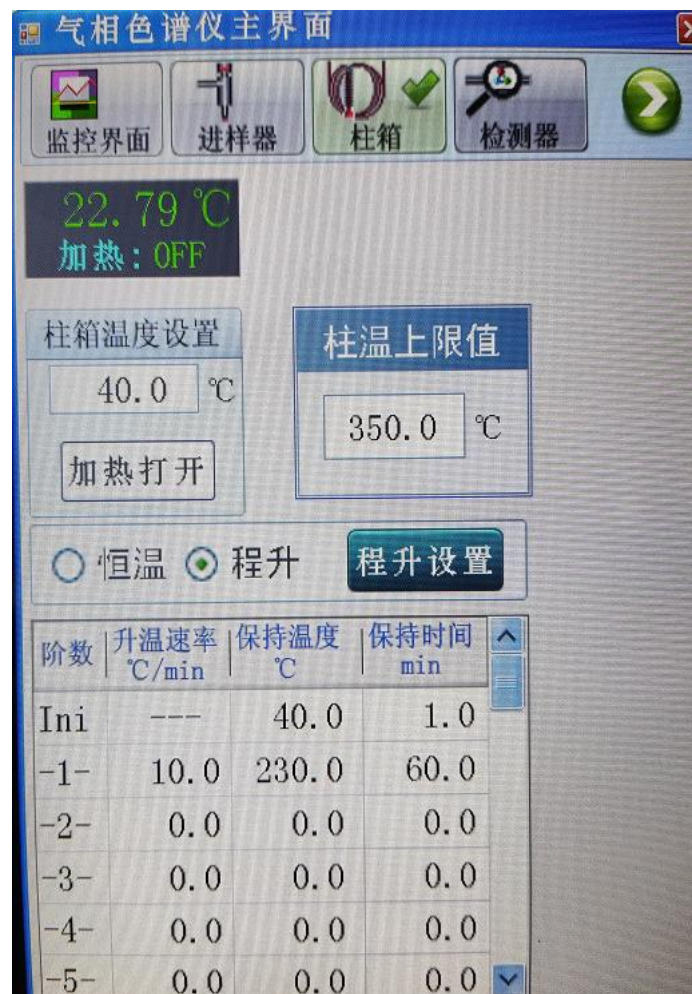 气相色谱仪主界面
监控界面 进样器 柱箱 检测器
22.79 ℃
加热:OFF
柱箱温度设置
40.0 ℃
加热打开
柱温上限值
350.0 ℃
恒温 程升 程升设置
阶数 升温速率 ℃/min 保持温度 ℃ 保持时间 min
Ini --- 40.0 1.0
-1- 10.0 230.0 60.0
-2- 0.0 0.0 0.0
-3- 0.0 0.0 0.0
-4- 0.0 0.0 0.0
-5- 0.0 0.0 0.0